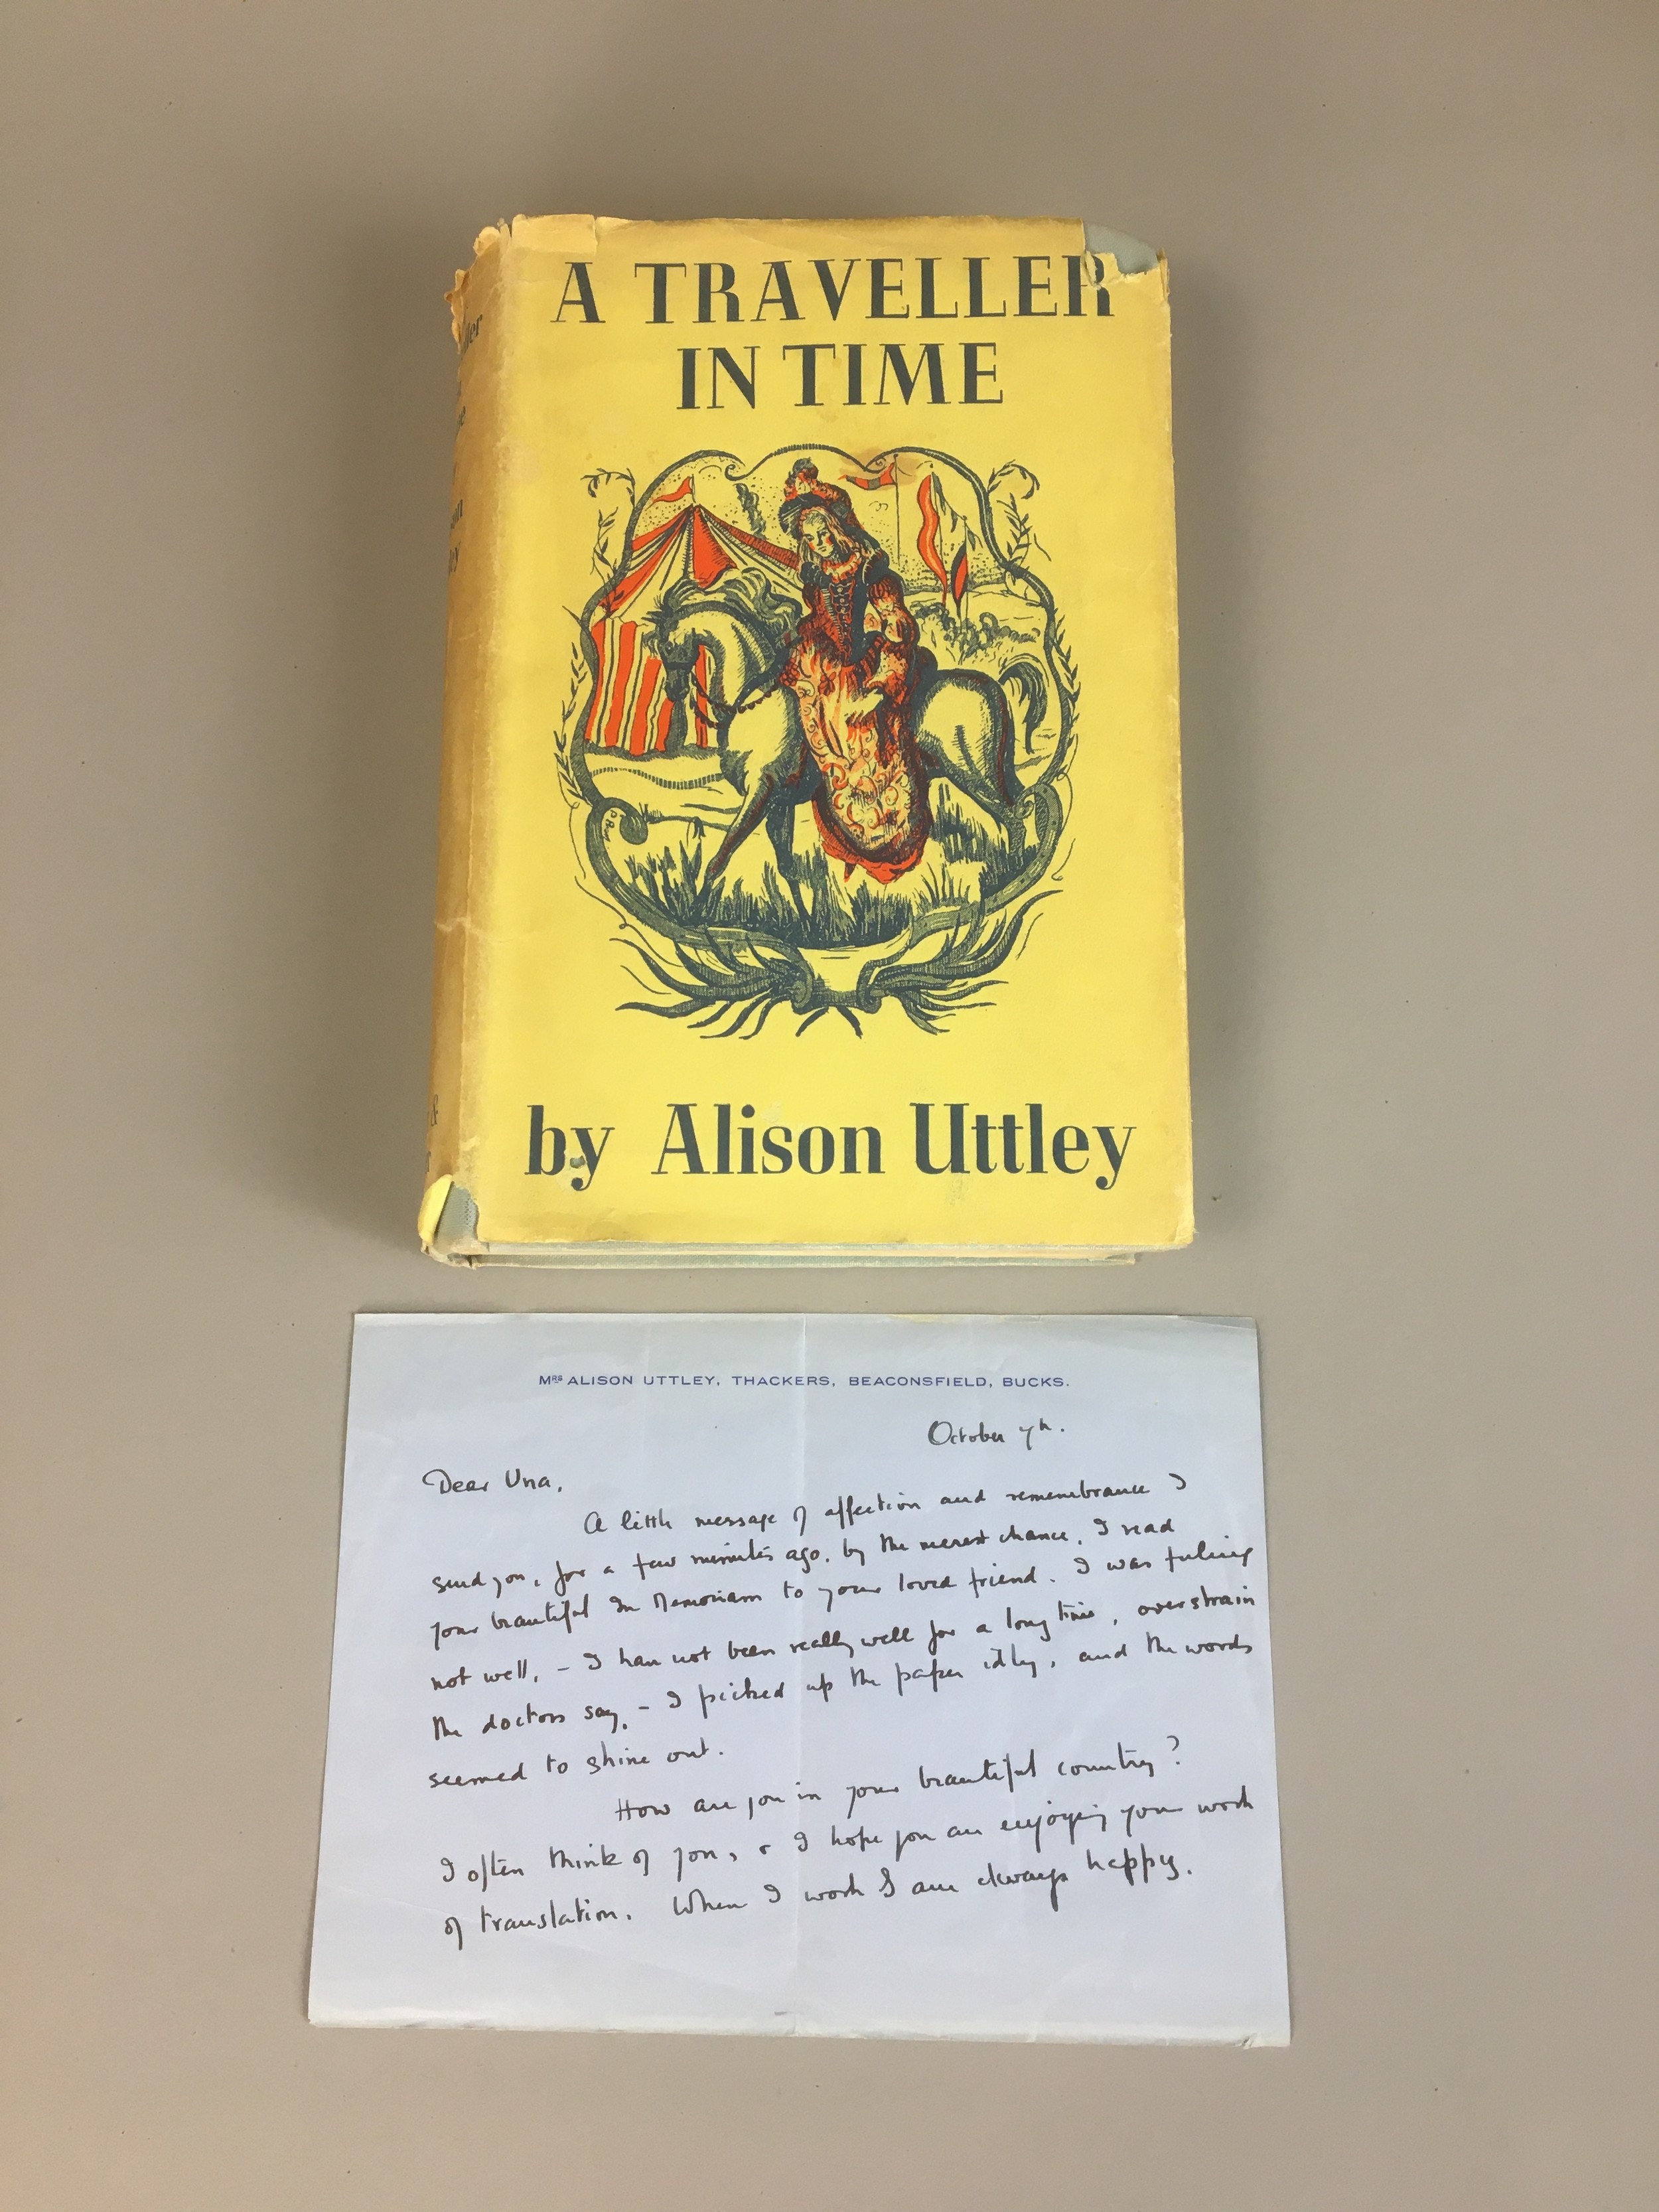 A TRAVELLER
IN TIME
by Alison Uttley
&
Mrs ALISON UTTLEY, THACKERS, BEACONSFIELD, BUCKS.
October 7th.
Dear Una,
A little message of affection and remembrance I
send you, for a few minutes ago, by the merest chance, I read
your beautiful In Memoriam to your loved friend. I was feeling
not well, – I have not been really well for a long time, overstrain
the doctors say, – I picked up the paper idly, and the words
seemed to shine out.
How are you in your beautiful country?
I often think of you, & I hope you are enjoying your work
of translation. When I work I am always happy.